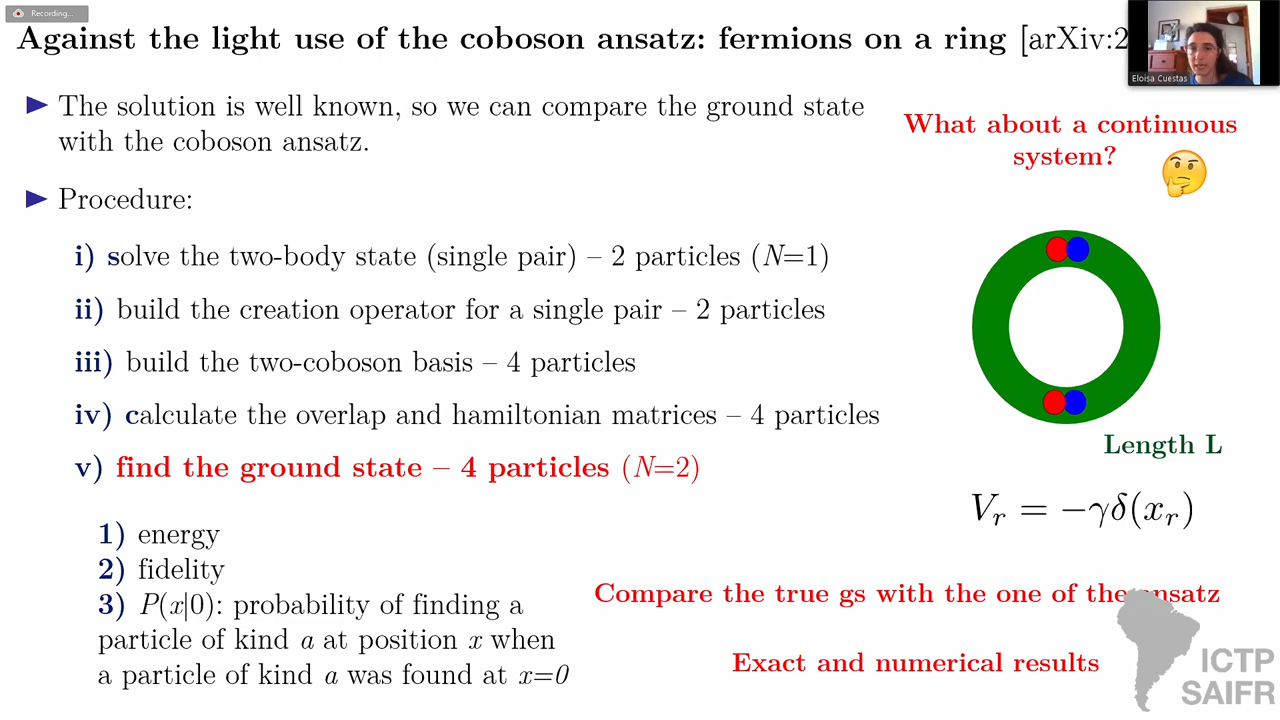 Recording...
Against the light use of the coboson ansatz: fermions on a ring [arXiv:2
Eloisa Cuestas
► The solution is well known, so we can compare the ground state
with the coboson ansatz.
► Procedure:
i) solve the two-body state (single pair) – 2 particles (N=1)
ii) build the creation operator for a single pair – 2 particles
iii) build the two-coboson basis – 4 particles
iv) calculate the overlap and hamiltonian matrices – 4 particles
v) find the ground state – 4 particles (N=2)
1) energy
2) fidelity
3) P(x|0): probability of finding a
particle of kind a at position x when
a particle of kind a was found at x=0
What about a continuous
system?
Length L
V_r = −γδ(x_r)
Compare the true gs with the one of the ansatz
Exact and numerical results
ICTP
SAIFR